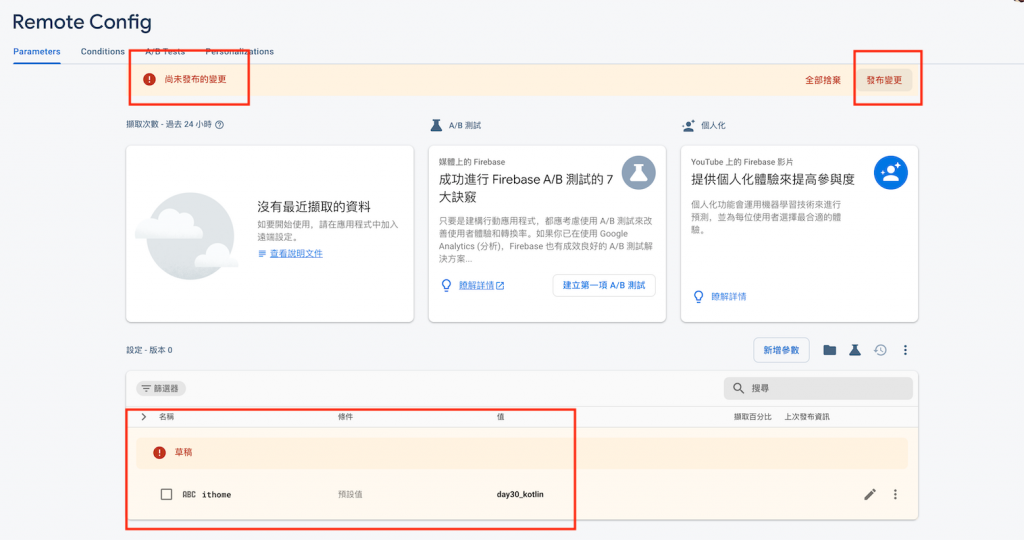 Remote Config
Parameters Conditions A/B Tests Personalizations
尚未發布的變更 全部捨棄 發布變更
擷取次數 - 過去 24 小時
沒有最近擷取的資料
如要開始使用，請在應用程式中加入
遠端設定。
查看說明文件
A/B 測試
媒體上的 Firebase
成功進行 Firebase A/B 測試的 7
大訣竅
只要是建構行動應用程式，都應考慮使用 A/B 測試來改
善使用者體驗和轉換率。如果你已在使用 Google
Analytics (分析)，Firebase 也有成效良好的 A/B 測試解
決方案...
瞭解詳情 建立第一項 A/B 測試
個人化
YouTube 上的 Firebase 影片
提供個人化體驗來提高參與度
個人化功能會運用機器學習技術來進行
預測，並為每位使用者選擇最合適的體
驗。
瞭解詳情
設定 - 版本 0 新增參數
篩選器 搜尋
名稱 條件 值 擷取百分比 上次發布資訊
草稿
ABC ithome 預設值 day30_kotlin